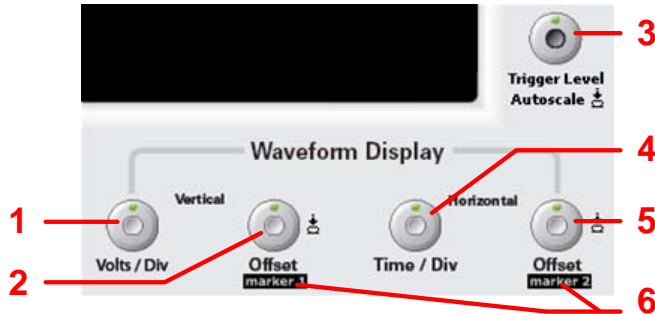 3
Trigger Level
Autoscale
Waveform Display
4
1
Vertical
Horizontal
5
Volts / Div
2
Offset
marker 1
Time / Div
Offset
marker 2
6